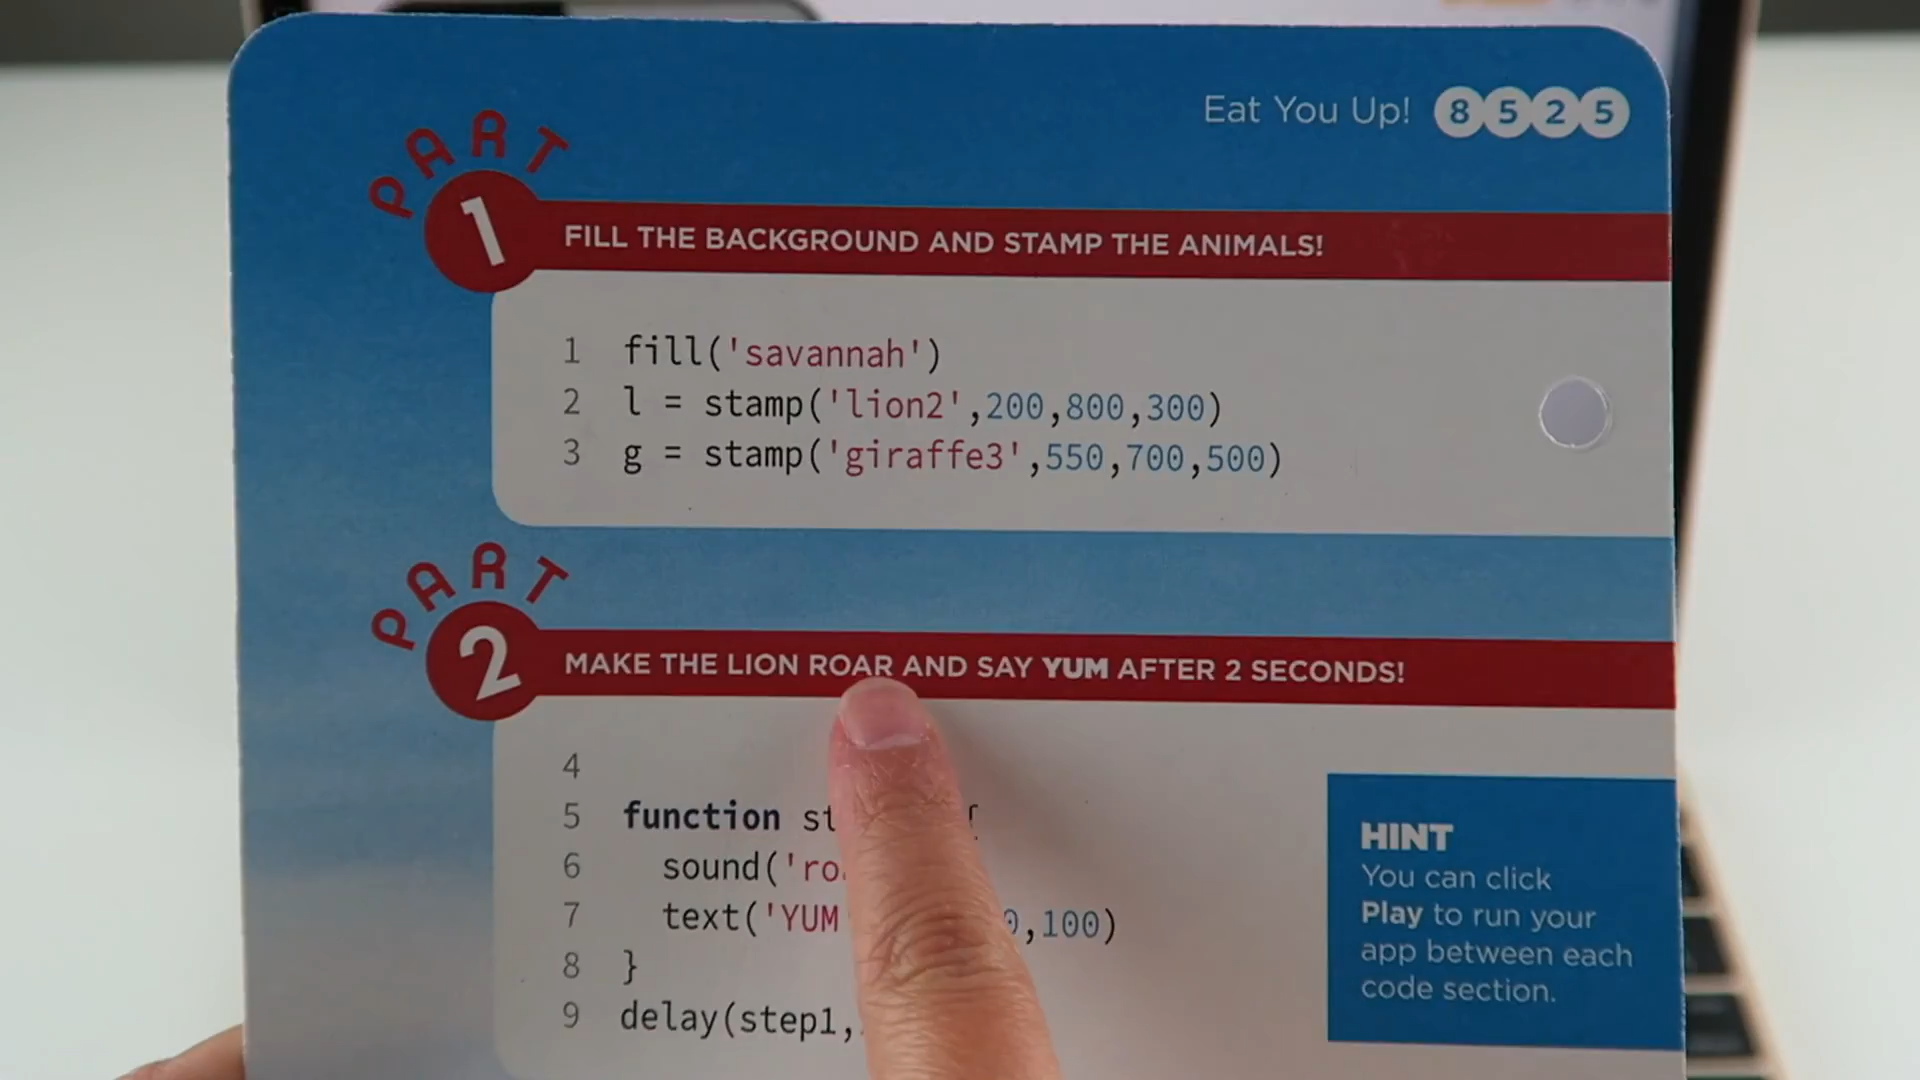 Eat You Up! 8 5 2 5
PART 1
FILL THE BACKGROUND AND STAMP THE ANIMALS!
1 fill('savannah')
2 l = stamp('lion2',200,800,300)
3 g = stamp('giraffe3',550,700,500)
PART 2
MAKE THE LION ROAR AND SAY YUM AFTER 2 SECONDS!
4
5 function {
6 sound('
7 text('YUM ,100)
8 }
9 delay(step1,
HINT
You can click
Play to run your
app between each
code section.